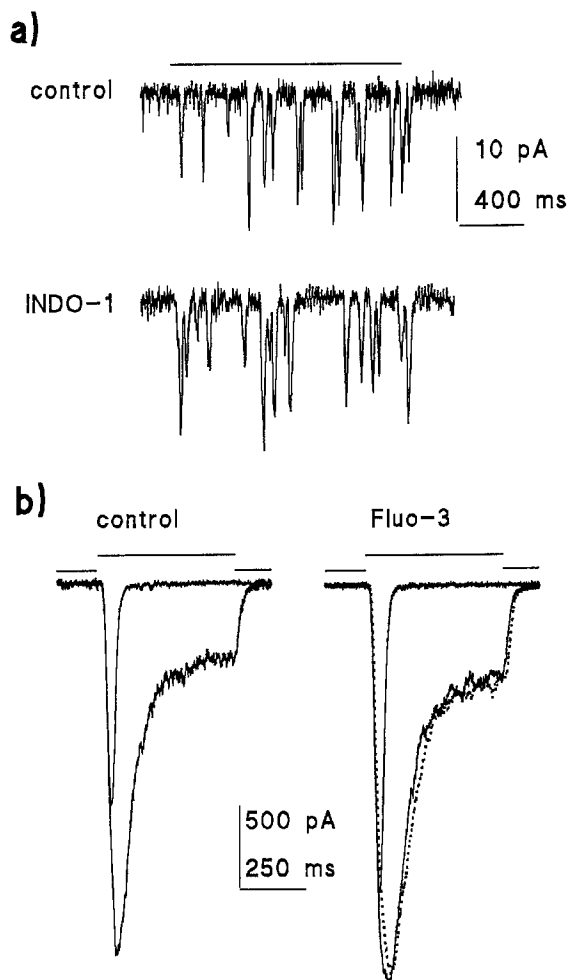 a)
control
10 pA
400 ms
INDO-1
b)
control
Fluo-3
500 pA
250 ms